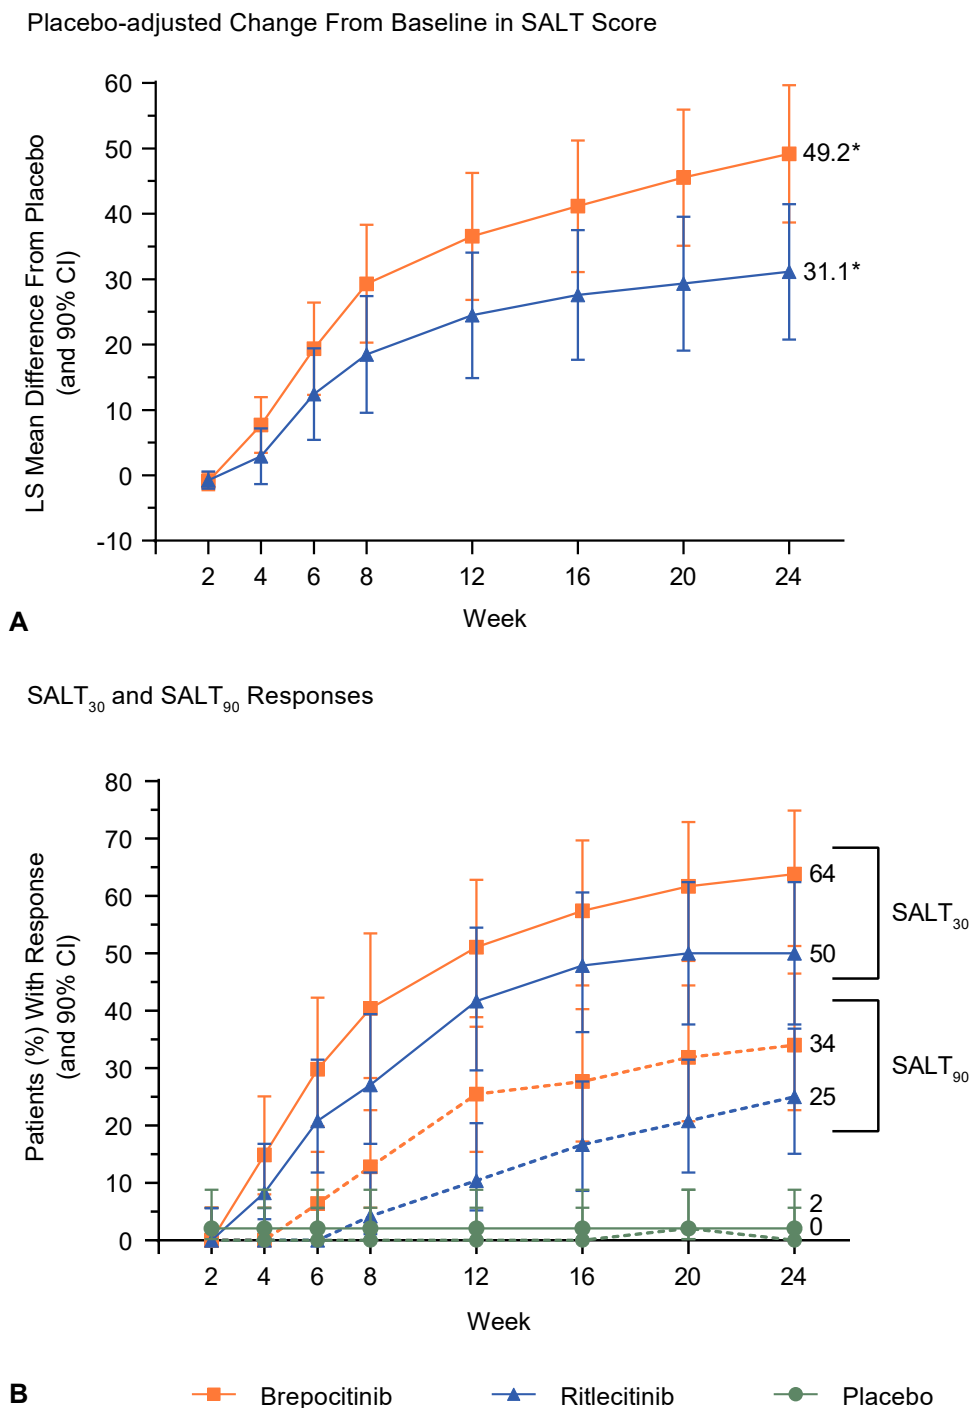 Placebo-adjusted Change From Baseline in SALT Score
LS Mean Difference From Placebo
(and 90% CI)
60
50
40
30
20
10
0
-10
49.2*
31.1*
2 4 6 8 12 16 20 24
Week
A
SALT30 and SALT90 Responses
Patients (%) With Response
(and 90% CI)
80
70
60
50
40
30
20
10
0
64
50
SALT30
34
25
SALT90
2
0
2 4 6 8 12 16 20 24
Week
B
Brepocitinib Ritlecitinib Placebo